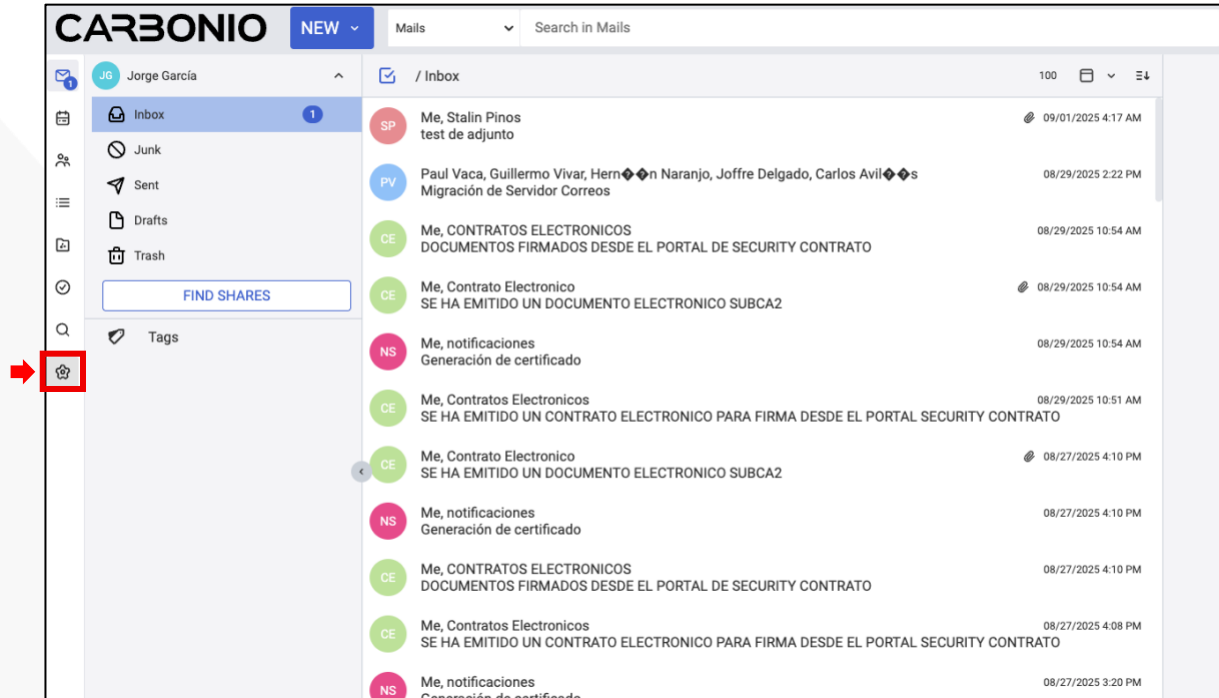 CARBONIO NEW Mails Search in Mails
1
JG Jorge García
/ Inbox 100
Inbox 1
Junk
Sent
Drafts
Trash
FIND SHARES
Tags
SP Me, Stalin Pinos 09/01/2025 4:17 AM
test de adjunto
PV Paul Vaca, Guillermo Vivar, Hern��n Naranjo, Joffre Delgado, Carlos Avil��s 08/29/2025 2:22 PM
Migración de Servidor Correos
CE Me, CONTRATOS ELECTRONICOS 08/29/2025 10:54 AM
DOCUMENTOS FIRMADOS DESDE EL PORTAL DE SECURITY CONTRATO
CE Me, Contrato Electronico 08/29/2025 10:54 AM
SE HA EMITIDO UN DOCUMENTO ELECTRONICO SUBCA2
NS Me, notificaciones 08/29/2025 10:54 AM
Generación de certificado
CE Me, Contratos Electronicos 08/29/2025 10:51 AM
SE HA EMITIDO UN CONTRATO ELECTRONICO PARA FIRMA DESDE EL PORTAL SECURITY CONTRATO
CE Me, Contrato Electronico 08/27/2025 4:10 PM
SE HA EMITIDO UN DOCUMENTO ELECTRONICO SUBCA2
NS Me, notificaciones 08/27/2025 4:10 PM
Generación de certificado
CE Me, CONTRATOS ELECTRONICOS 08/27/2025 4:10 PM
DOCUMENTOS FIRMADOS DESDE EL PORTAL DE SECURITY CONTRATO
CE Me, Contratos Electronicos 08/27/2025 4:08 PM
SE HA EMITIDO UN CONTRATO ELECTRONICO PARA FIRMA DESDE EL PORTAL SECURITY CONTRATO
NS Me, notificaciones 08/27/2025 3:20 PM
Generación de certificado